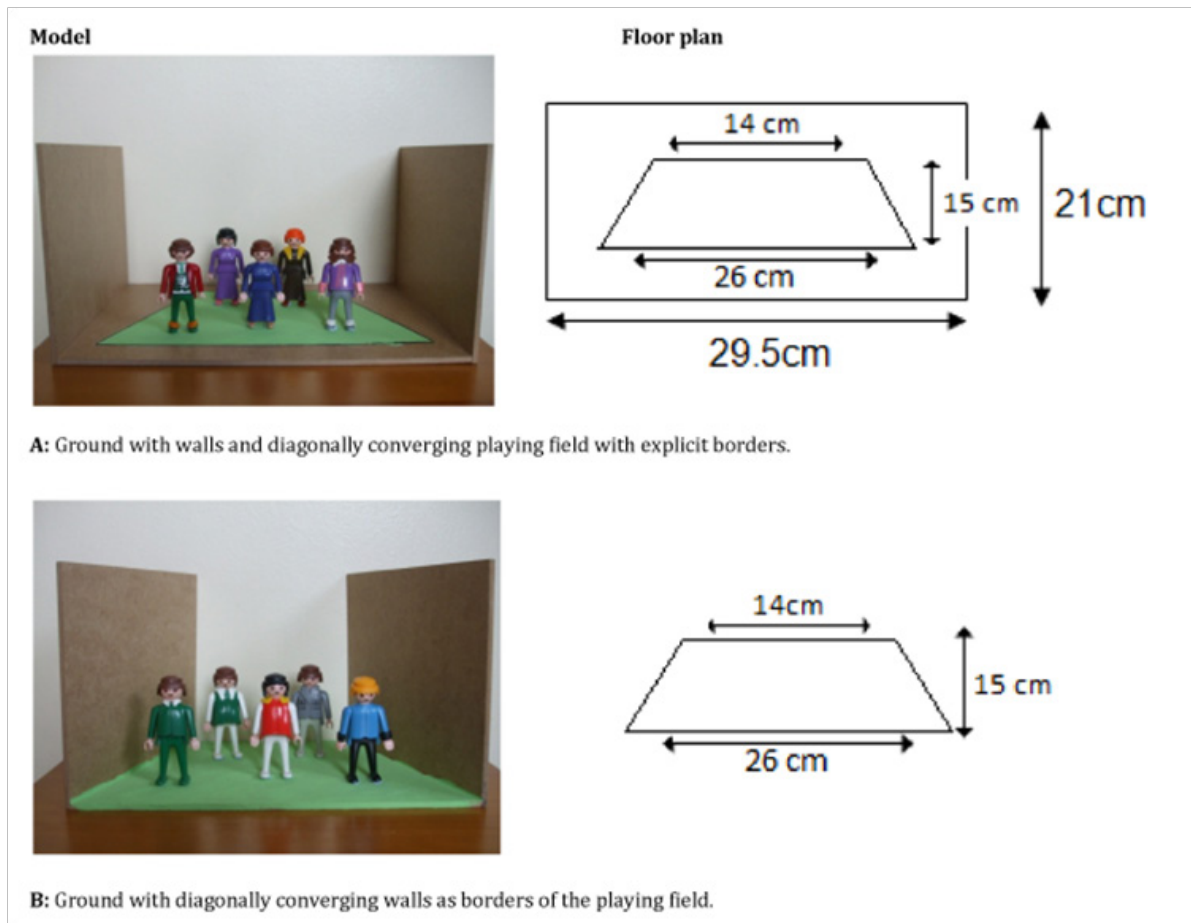 Model
Floor plan
14 cm
15 cm
21cm
26 cm
29.5cm
A: Ground with walls and diagonally converging playing field with explicit borders.
14cm
15 cm
26 cm
B: Ground with diagonally converging walls as borders of the playing field.